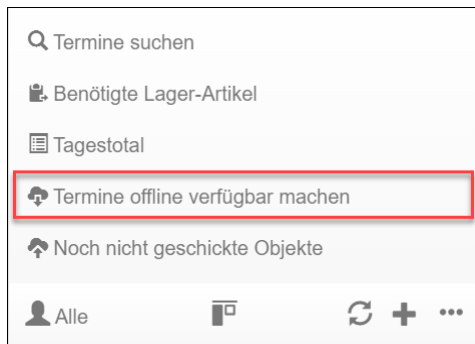 Termine suchen
Benötigte Lager-Artikel
Tagestotal
Termine offline verfügbar machen
Noch nicht geschickte Objekte
Alle